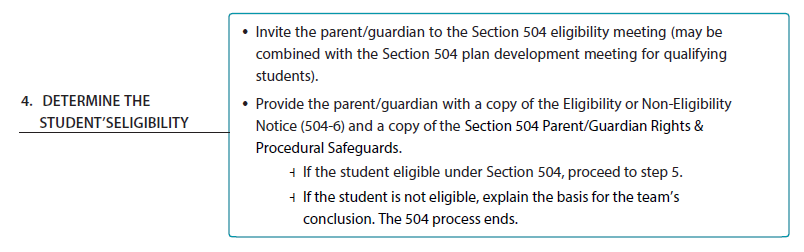 4. DETERMINE THE
STUDENT'SELIGIBILITY
• Invite the parent/guardian to the Section 504 eligibility meeting (may be
combined with the Section 504 plan development meeting for qualifying
students).
• Provide the parent/guardian with a copy of the Eligibility or Non-Eligibility
Notice (504-6) and a copy of the Section 504 Parent/Guardian Rights &
Procedural Safeguards.
˧ If the student eligible under Section 504, proceed to step 5.
˧ If the student is not eligible, explain the basis for the team's
conclusion. The 504 process ends.